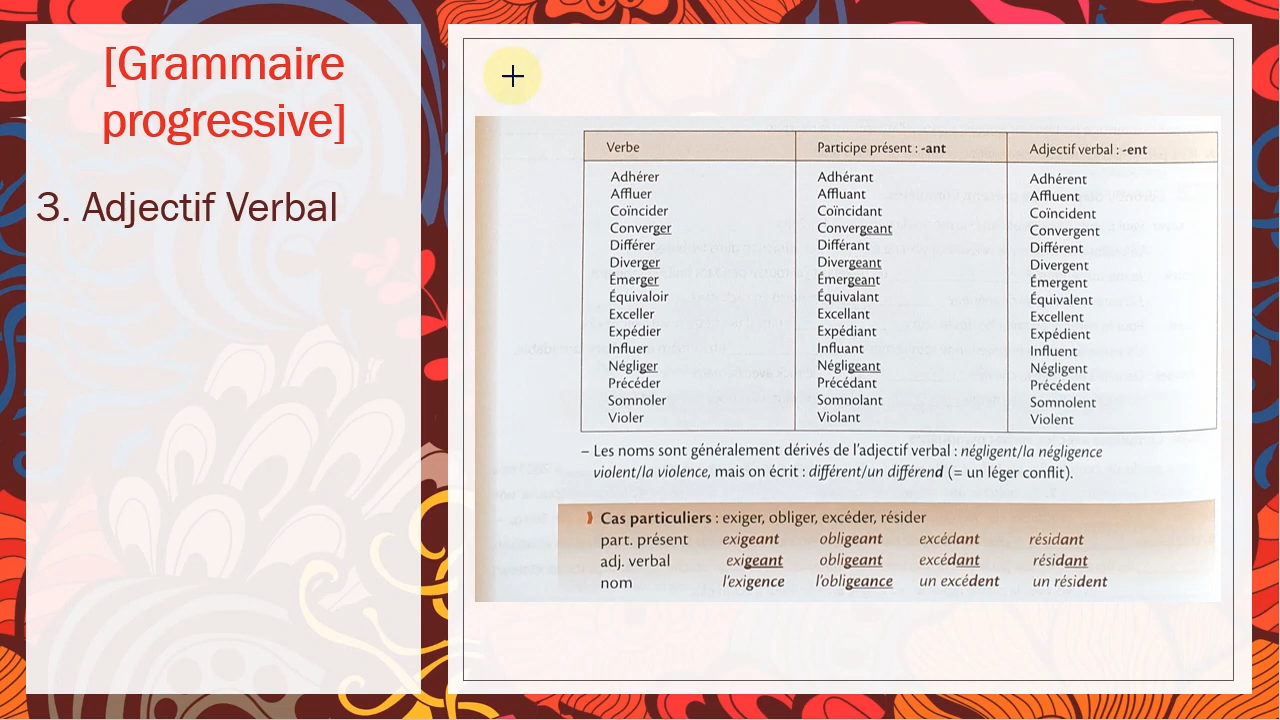 [Grammaire
progressive]
3. Adjectif Verbal
Verbe Participe présent : -ant Adjectif verbal : -ent
Adhérer Adhérant Adhérent
Affluer Affluant Affluent
Coïncider Coïncidant Coïncident
Converger Convergeant Convergent
Différer Différant Différent
Diverger Divergeant Divergent
Émerger Émergeant Émergent
Équivaloir Équivalant Équivalent
Exceller Excellant Excellent
Expédier Expédiant Expédient
Influer Influant Influent
Négliger Négligeant Négligent
Précéder Précédant Précédent
Somnoler Somnolant Somnolent
Violer Violant Violent
– Les noms sont généralement dérivés de l'adjectif verbal : négligent/la négligence
violent/la violence, mais on écrit : différent/un différend (= un léger conflit).
Cas particuliers : exiger, obliger, excéder, résider
part. présent exigeant obligeant excédant résidant
adj. verbal exigeant obligeant excédant résidant
nom l'exigence l'obligeance un excédent un résident